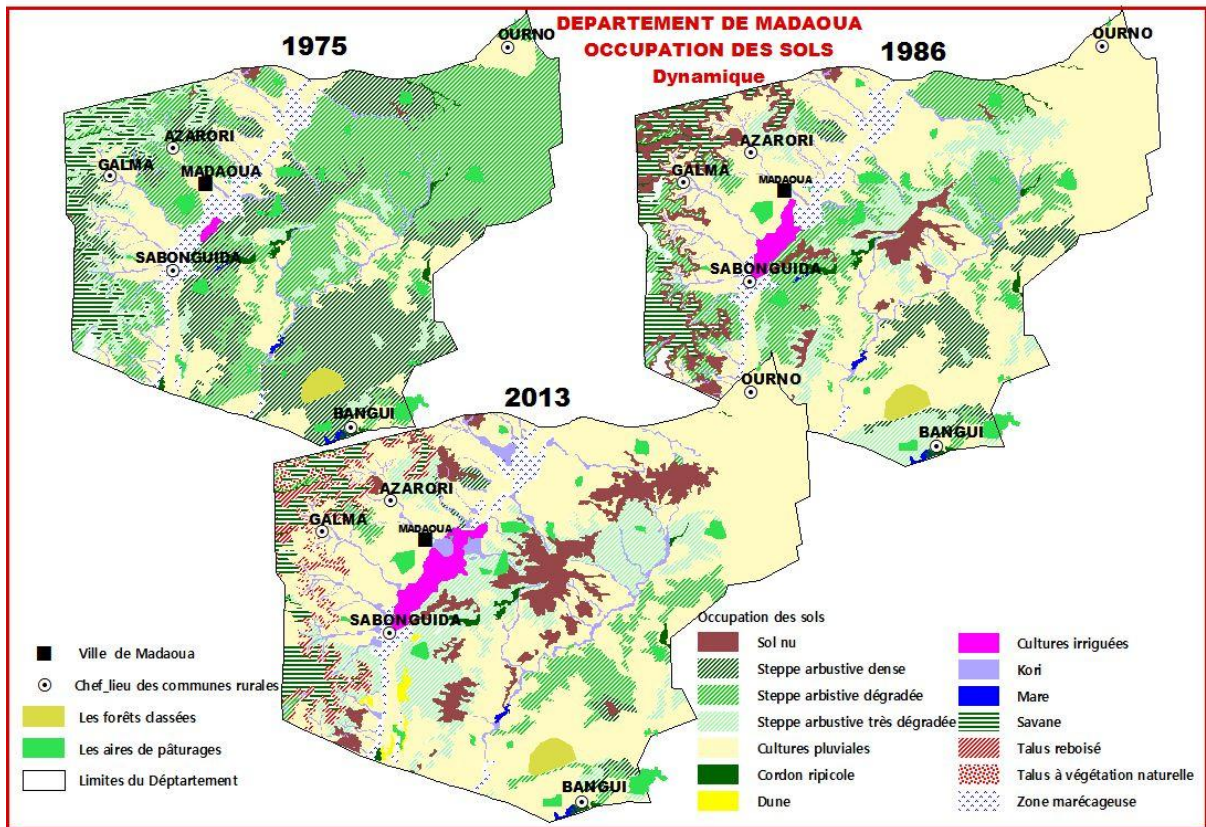 DEPARTEMENT DE MADAOUA
OCCUPATION DES SOLS
Dynamique
1975
OURNO
AZARORI
GALMA
MADAOUA
SABONGUIDA
BANGUI
1986
OURNO
AZARORI
GALMA
MADAOUA
SABONGUIDA
BANGUI
2013
OURNO
AZARORI
GALMA
MADAOUA
SABONGUIDA
BANGUI
Ville de Madaoua
Chef_lieu des communes rurales
Les forêts classées
Les aires de pâturages
Limites du Déptartement
Occupation des sols
Sol nu
Steppe arbustive dense
Steppe arbistive dégradée
Steppe arbustive très dégradée
Cultures pluviales
Cordon ripicole
Dune
Cultures irriguées
Kori
Mare
Savane
Talus reboisé
Talus à végétation naturelle
Zone marécageuse